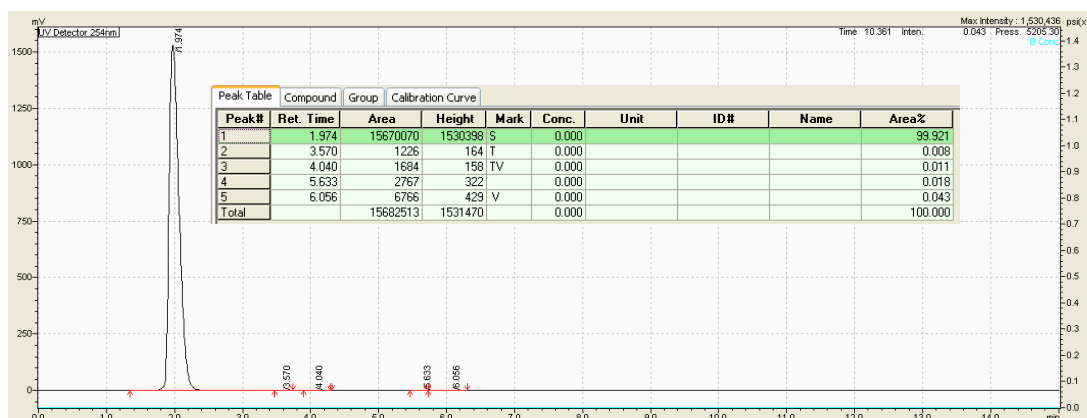 mV
Max Intensity : 1,530,436 psi(x
UV Detector 254nm
Time 10.361 Inten. 0.043 Press. 5205.30
B.Conc
1.974
1500
1250
1000
750
500
250
0
Peak Table Compound Group Calibration Curve
Peak# Ret. Time Area Height Mark Conc. Unit ID# Name Area%
1 1.974 15670070 1530398 S 0.000 99.921
2 3.570 1226 164 T 0.000 0.008
3 4.040 1684 158 TV 0.000 0.011
4 5.633 2767 322 0.000 0.018
5 6.056 6766 429 V 0.000 0.043
Total 15682513 1531470 0.000 100.000
/3.570
/4.040
/5.633
/6.056
1.4
1.3
1.2
1.1
1.0
0.9
0.8
0.7
0.6
0.5
0.4
0.3
0.2
0.1
0.0
0.0 1.0 2.0 3.0 4.0 5.0 6.0 7.0 8.0 9.0 10.0 11.0 12.0 13.0 14.0 min